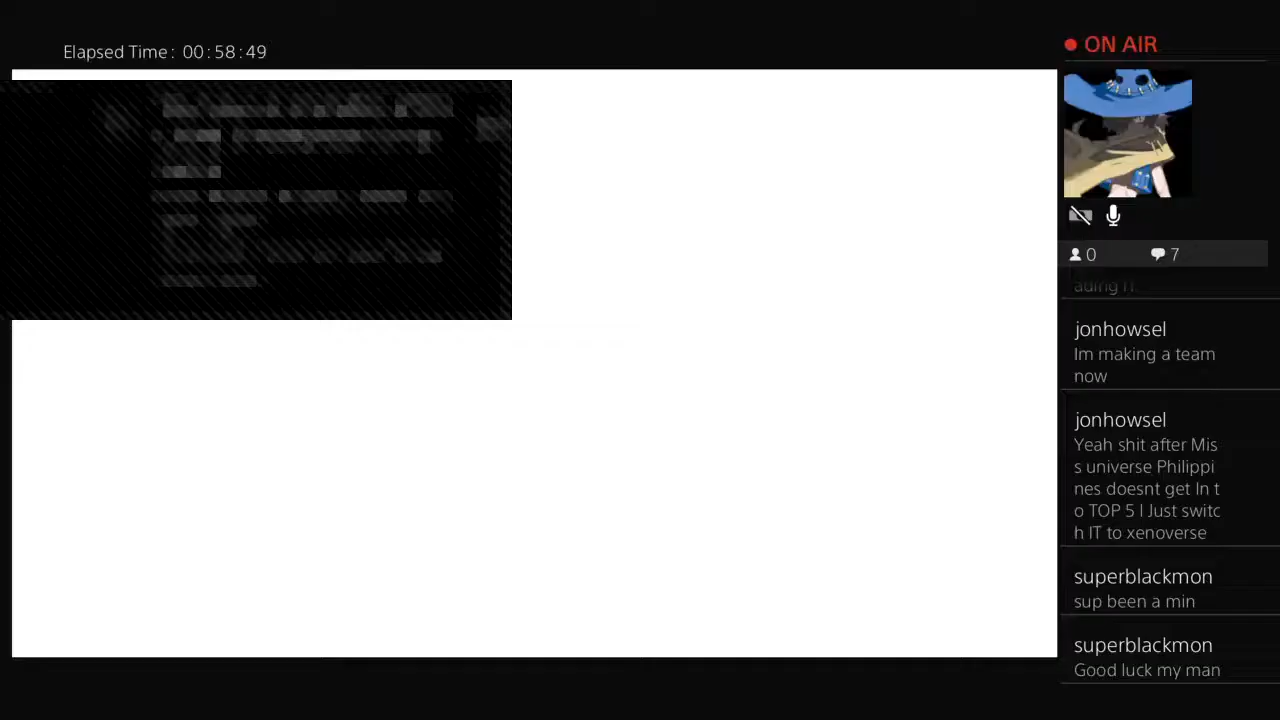 Elapsed Time: 00:58:49
ON AIR
0 7
jonhowsel
Im making a team
now
jonhowsel
Yeah shit after Mis
s universe Philippi
nes doesnt get In t
o TOP 5 I Just switc
h IT to xenoverse
superblackmon
sup been a min
superblackmon
Good luck my man